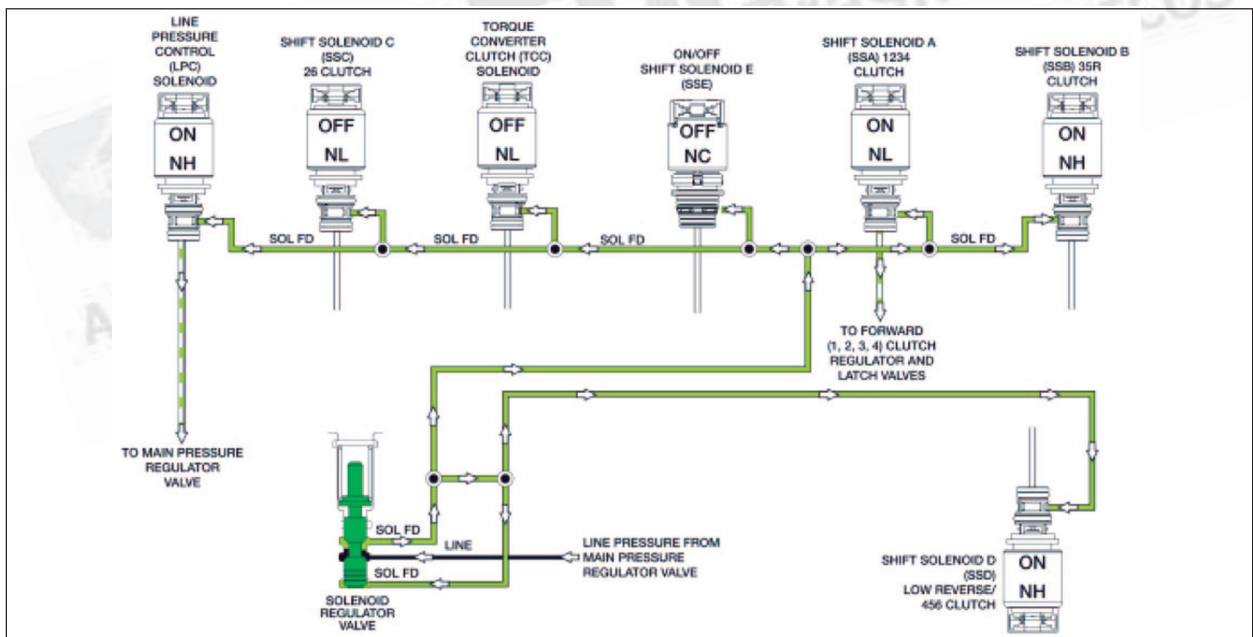 LINE
PRESSURE
CONTROL
(LPC)
SOLENOID
SHIFT SOLENOID C
(SSC)
26 CLUTCH
TORQUE
CONVERTER
CLUTCH (TCC)
SOLENOID
ON/OFF
SHIFT SOLENOID E
(SSE)
SHIFT SOLENOID A
(SSA) 1234
CLUTCH
SHIFT SOLENOID B
(SSB) 35R
CLUTCH
ON
NH
OFF
NL
OFF
NL
OFF
NC
ON
NL
ON
NH
SOL FD
SOL FD
SOL FD
SOL FD
TO FORWARD
(1, 2, 3, 4) CLUTCH
REGULATOR AND
LATCH VALVES
TO MAIN PRESSURE
REGULATOR
VALVE
SOL FD
LINE
SOL FD
LINE PRESSURE FROM
MAIN PRESSURE
REGULATOR VALVE
SOLENOID
REGULATOR
VALVE
SHIFT SOLENOID D
(SSD)
LOW REVERSE/
456 CLUTCH
ON
NH